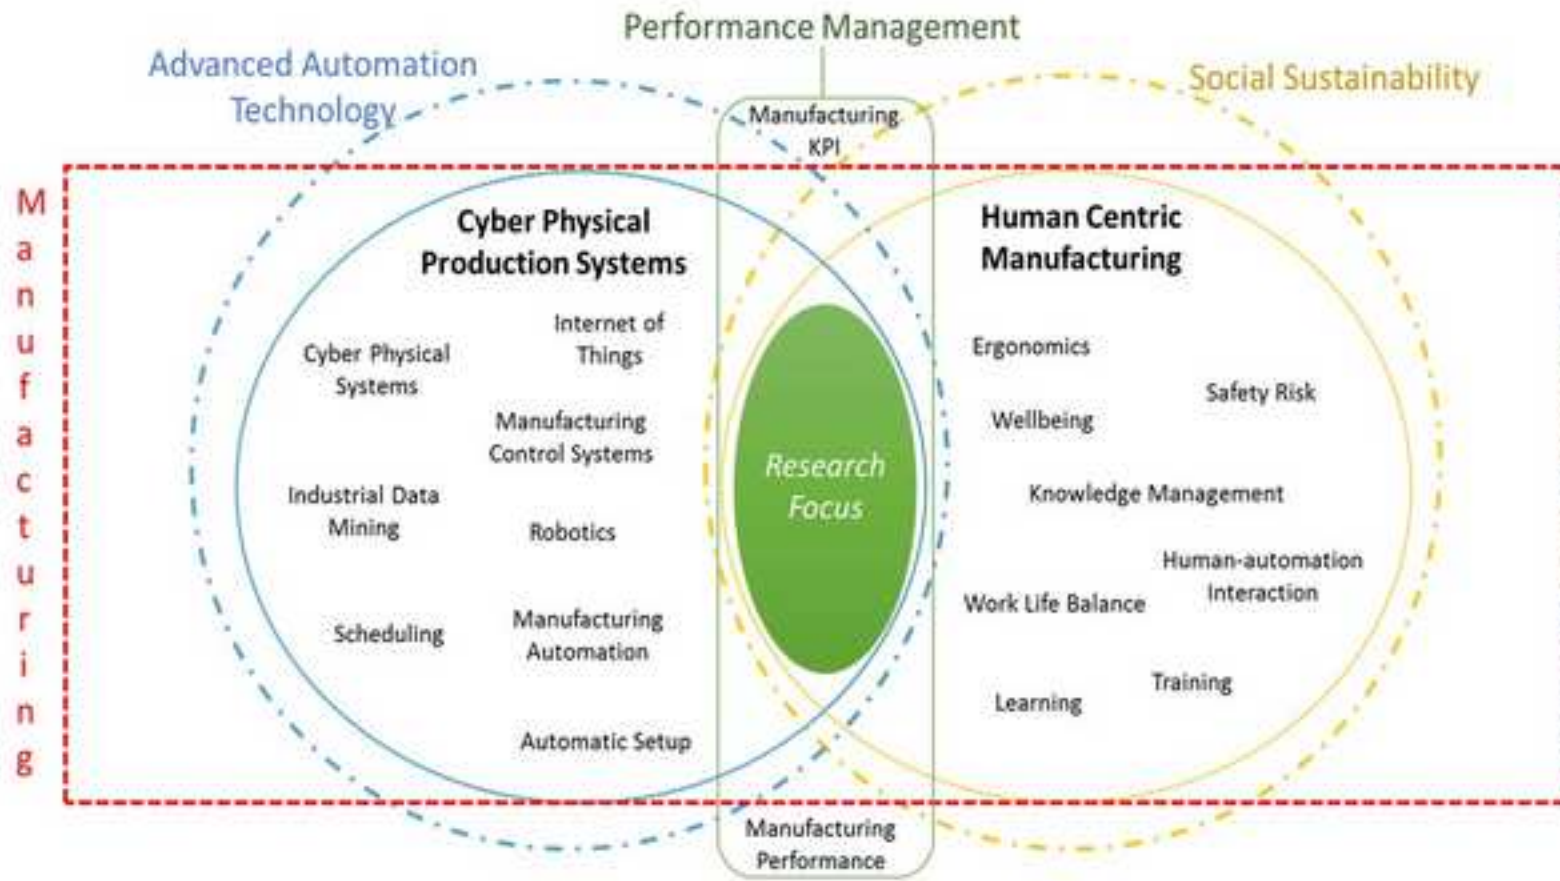 Performance Management
Advanced Automation
Technology
Social Sustainability
Manufacturing
KPI
Manufacturing
Cyber Physical
Production Systems
Internet of
Things
Cyber Physical
Systems
Manufacturing
Control Systems
Industrial Data
Mining
Robotics
Scheduling
Manufacturing
Automation
Automatic Setup
Research
Focus
Human Centric
Manufacturing
Ergonomics
Safety Risk
Wellbeing
Knowledge Management
Human-automation
Interaction
Work Life Balance
Training
Learning
Manufacturing
Performance